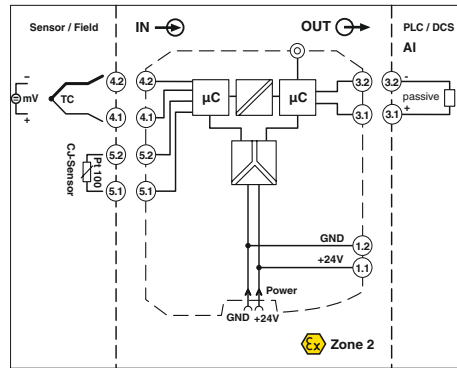 Sensor / Field
IN
OUT
PLC / DCS
AI
4.2
4.2
3.2
3.2
-
−
mV
TC
µC
µC
passive
+
4.1
4.1
3.1
3.1
+
5.2
5.2
CJ-Sensor
Pt 100
5.1
5.1
GND
1.2
+24V
1.1
Power
GND
+24V
Ex
Zone 2